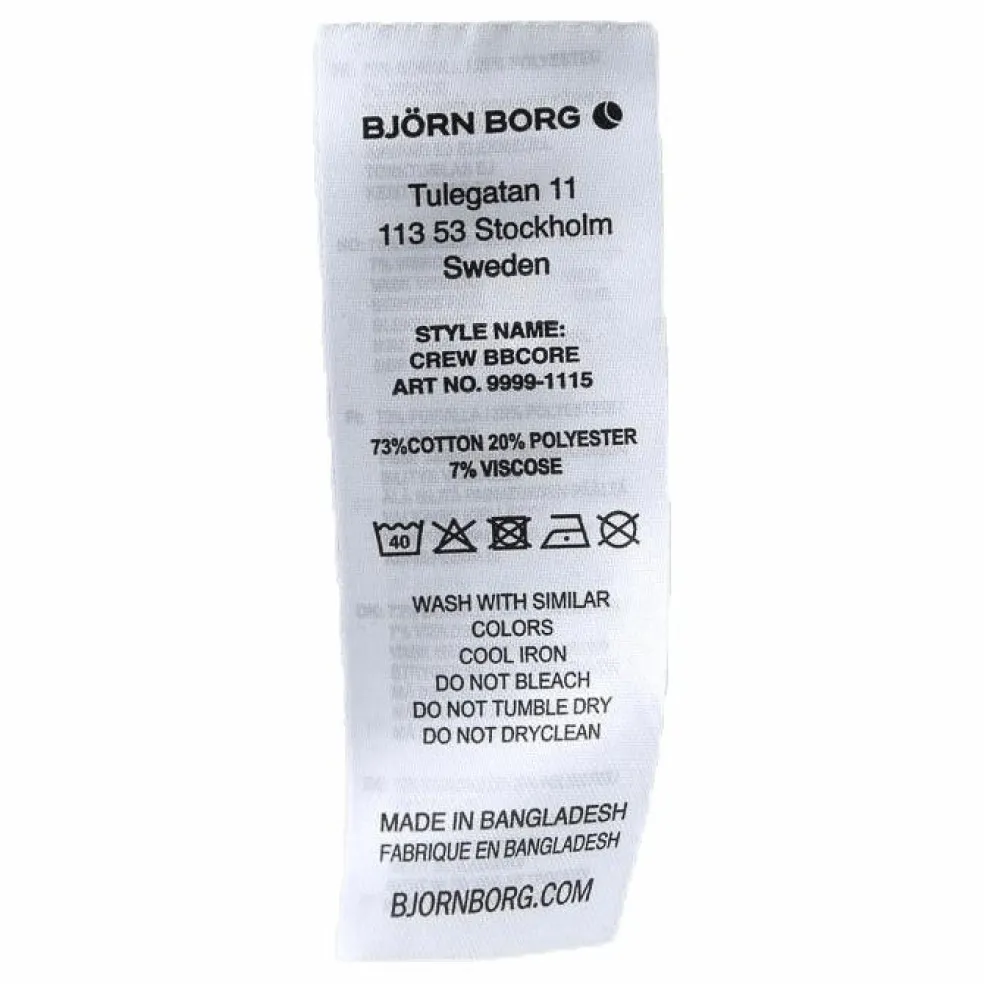 BJÖRN BORG
Tulegatan 11
113 53 Stockholm
Sweden
STYLE NAME:
CREW BBCORE
ART NO. 9999-1115
73%COTTON 20% POLYESTER
7% VISCOSE
40
WASH WITH SIMILAR
COLORS
COOL IRON
DO NOT BLEACH
DO NOT TUMBLE DRY
DO NOT DRYCLEAN
MADE IN BANGLADESH
FABRIQUE EN BANGLADESH
BJORNBORG.COM